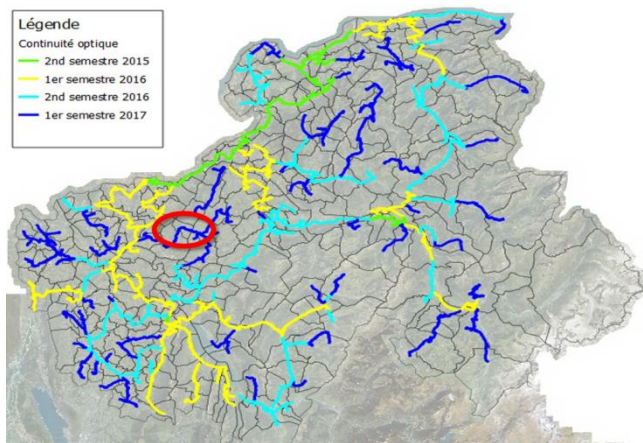 Légende
Continuité optique
2nd semestre 2015
1er semestre 2016
2nd semestre 2016
1er semestre 2017